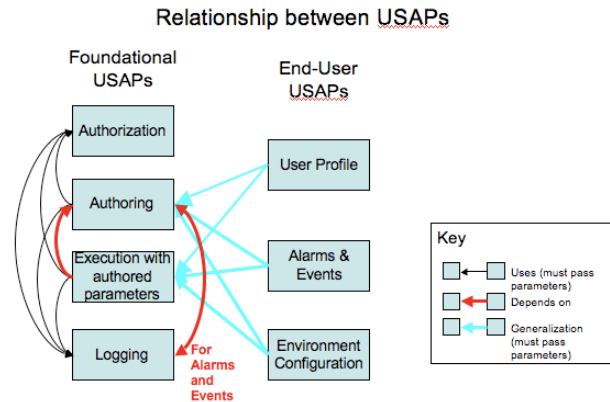 Relationship between USAPs
Foundational
USAPs
End-User
USAPs
Authorization
User Profile
Authoring
Execution with
authored
parameters
Alarms &
Events
Logging
For
Alarms
and
Events
Environment
Configuration
Key
Uses (must pass
parameters)
Depends on
Generalization
(must pass
parameters)